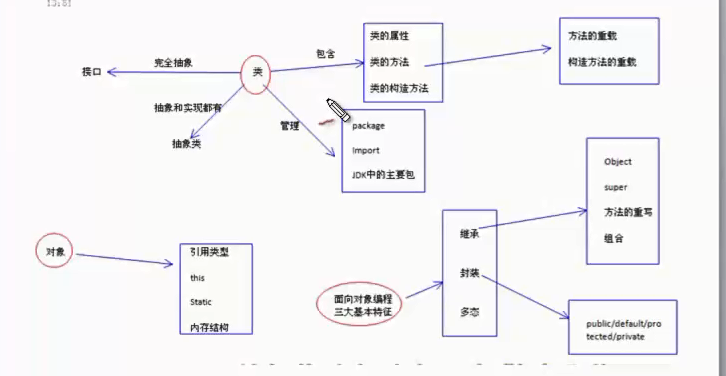 13:51
完全抽象
接口
类
包含
类的属性
类的方法
类的构造方法
方法的重载
构造方法的重载
抽象和实现都有
抽象类
管理
package
Import
JDK中的主要包
对象
引用类型
this
Static
内存结构
面向对象编程
三大基本特征
继承
封装
多态
Object
super
方法的重写
组合
public/default/pro
tected/private